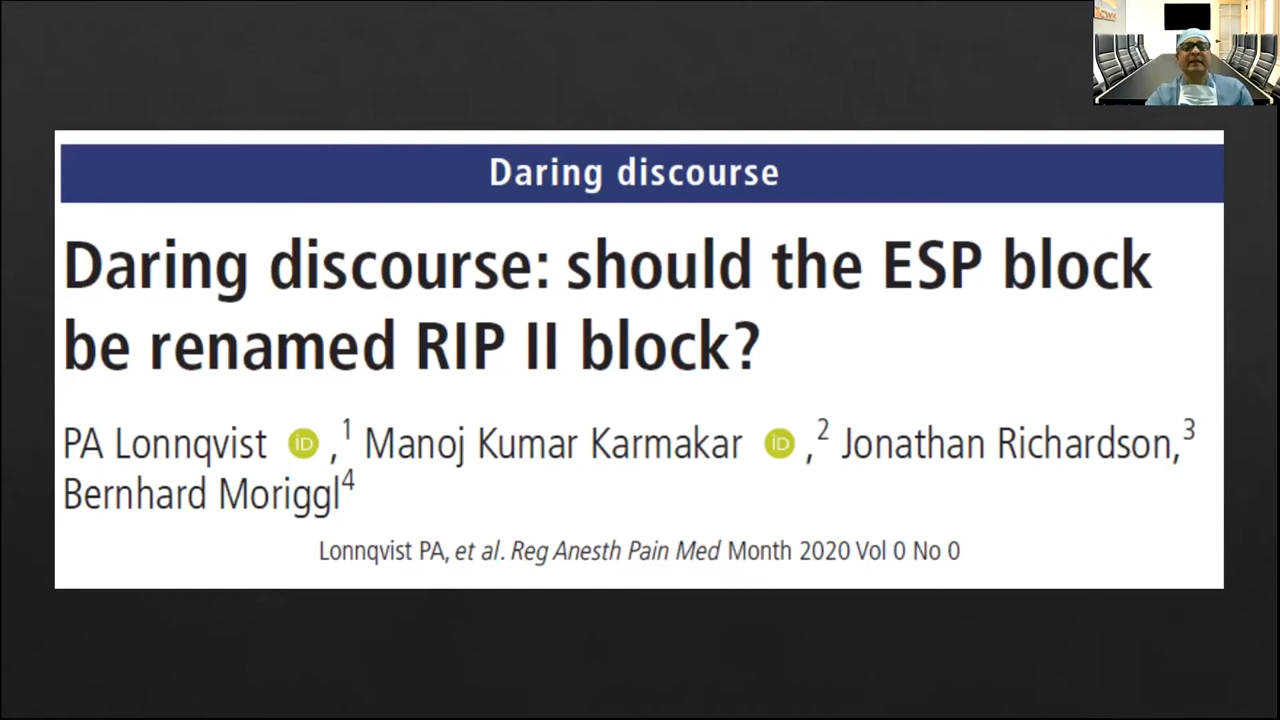 Daring discourse
Daring discourse: should the ESP block
be renamed RIP II block?
PA Lonnqvist iD ,1 Manoj Kumar Karmakar iD ,2 Jonathan Richardson,3
Bernhard Moriggl4
Lonnqvist PA, et al. Reg Anesth Pain Med Month 2020 Vol 0 No 0